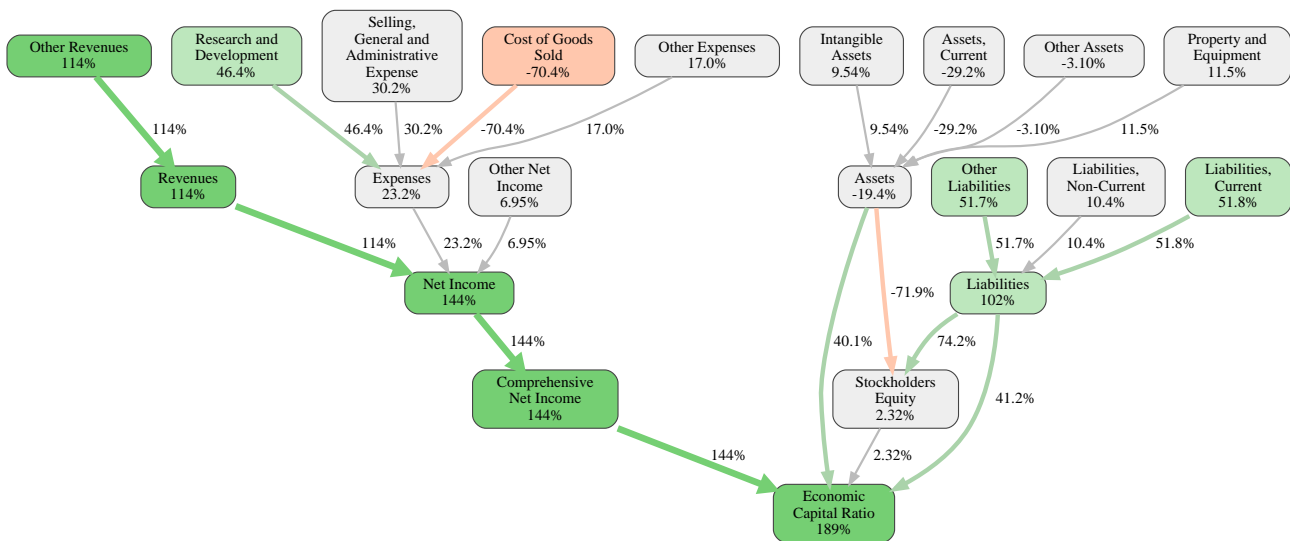 Other Revenues
114%
Research and
Development
46.4%
Selling,
General and
Administrative
Expense
30.2%
Cost of Goods
Sold
-70.4%
Other Expenses
17.0%
Intangible
Assets
9.54%
Assets,
Current
-29.2%
Other Assets
-3.10%
Property and
Equipment
11.5%
114%
46.4%
30.2%
-70.4%
17.0%
9.54%
-29.2%
-3.10%
11.5%
Revenues
114%
Expenses
23.2%
Other Net
Income
6.95%
Assets
-19.4%
Other
Liabilities
51.7%
Liabilities,
Non-Current
10.4%
Liabilities,
Current
51.8%
114%
23.2%
6.95%
51.7%
10.4%
51.8%
Net Income
144%
-71.9%
Liabilities
102%
144%
40.1%
74.2%
Comprehensive
Net Income
144%
Stockholders
Equity
2.32%
41.2%
144%
2.32%
Economic
Capital Ratio
189%